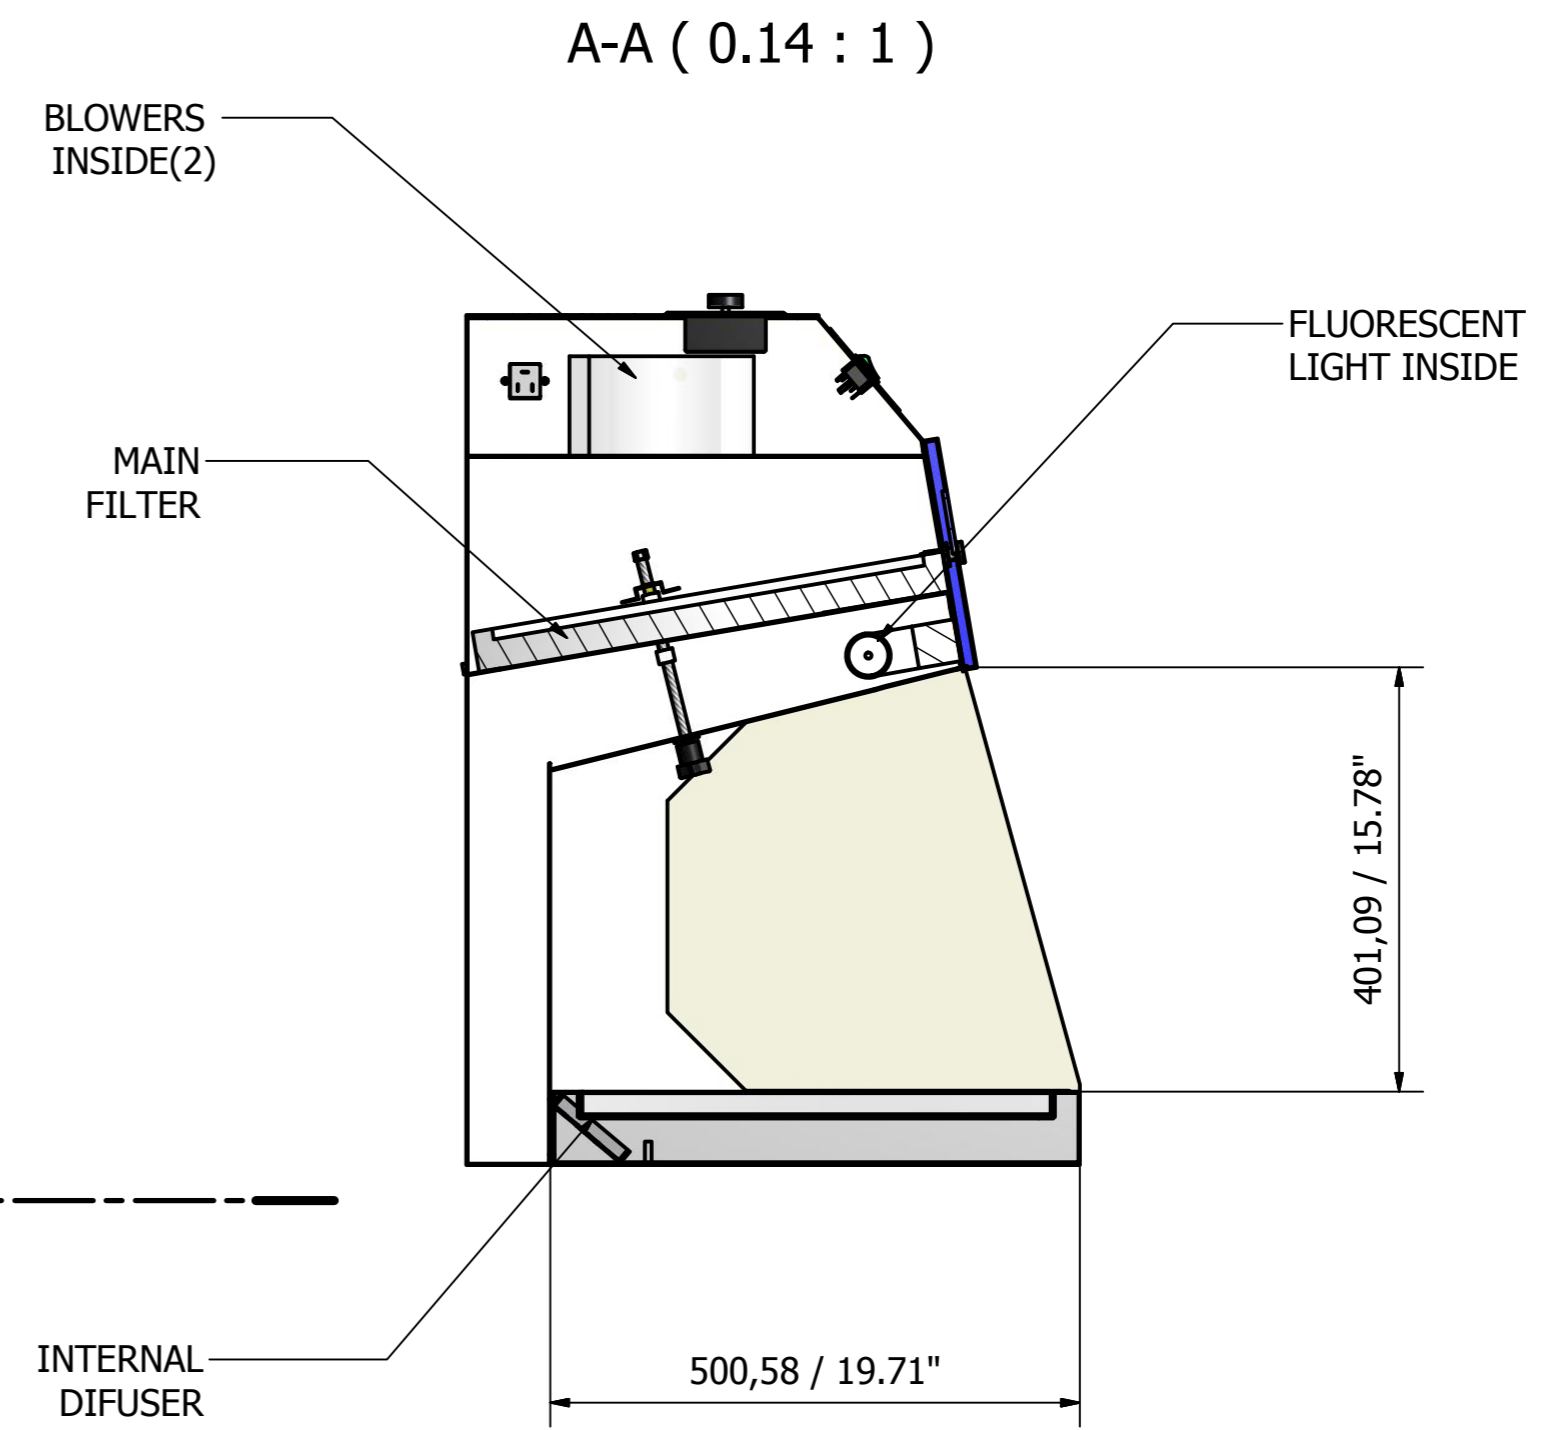 A-A ( 0.14 : 1 )
BLOWERS
INSIDE(2)
FLUORESCENT
LIGHT INSIDE
MAIN
FILTER
401,09 / 15.78"
500,58 / 19.71"
INTERNAL
DIFUSER